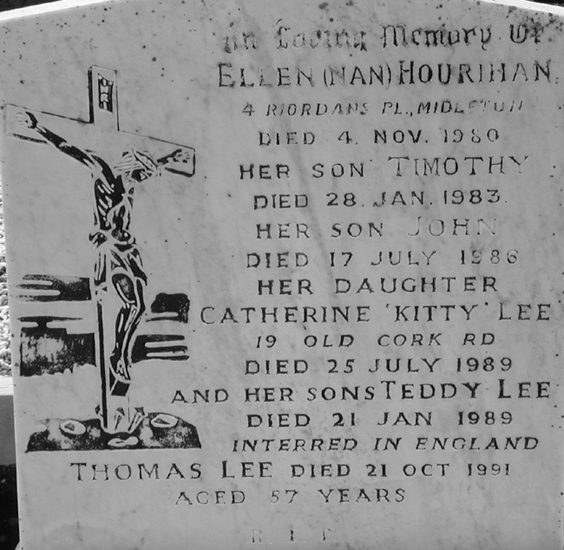 In Loving Memory Of
ELLEN (NAN) HOURIHAN
4 RIORDANS PL., MIDLETON
DIED 4. NOV. 1980
HER SON TIMOTHY
DIED 28. JAN. 1983.
HER SON JOHN
DIED 17 JULY 1986
HER DAUGHTER
CATHERINE 'KITTY' LEE
19 OLD CORK RD
DIED 25 JULY 1989
AND HER SONS TEDDY LEE
DIED 21 JAN 1989
INTERRED IN ENGLAND
THOMAS LEE DIED 21 OCT 1991
AGED 57 YEARS
R I P